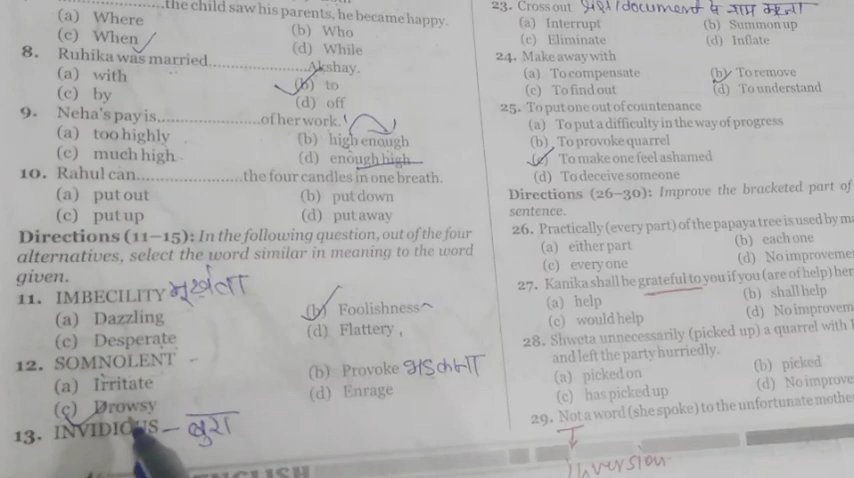 the child saw his parents, he became happy.
(a) Where
(b) Who
(c) When
(d) While
8. Ruhika was married....................Akshay.
(a) with
(b) to
(c) by
(d) off
9. Neha's pay is....................of her work.
(a) too highly
(b) high enough
(c) much high
(d) enough high
10. Rahul can....................the four candles in one breath.
(a) put out
(b) put down
(c) put up
(d) put away
Directions (11–15): In the following question, out of the four
alternatives, select the word similar in meaning to the word
given.
11. IMBECILITY मूर्खता
(a) Dazzling
(b) Foolishness
(c) Desperate
(d) Flattery
12. SOMNOLENT
(a) Irritate
(b) Provoke भड़कना
(c) Drowsy
(d) Enrage
13. INVIDIOUS – बुरा
ENGLISH
23. Cross out /document से नाम
(a) Interrupt
(b) Summon up
(c) Eliminate
(d) Inflate
24. Make away with
(a) To compensate
(b) To remove
(c) To find out
(d) To understand
25. To put one out of countenance
(a) To put a difficulty in the way of progress
(b) To provoke quarrel
(c) To make one feel ashamed
(d) To deceive someone
Directions (26–30): Improve the bracketed part of
sentence.
26. Practically (every part) of the papaya tree is used by
(a) either part
(b) each one
(c) every one
(d) No improveme
27. Kanika shall be grateful to you if you (are of help) her
(a) help
(b) shall help
(c) would help
(d) No improvem
28. Shweta unnecessarily (picked up) a quarrel with
and left the party hurriedly.
(a) picked on
(b) picked
(c) has picked up
(d) No improve
29. Not a word (she spoke) to the unfortunate mothe
inversion